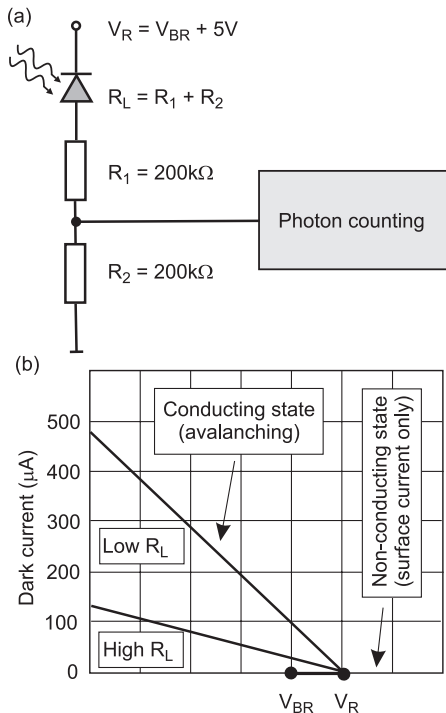 (a)
V_R = V_BR + 5V
R_L = R_1 + R_2
R_1 = 200kΩ
Photon counting
R_2 = 200kΩ
(b)
Dark current (μA)
500
400
300
200
100
0
Conducting state
(avalanching)
Non-conducting state
(surface current only)
Low R_L
High R_L
V_BR
V_R